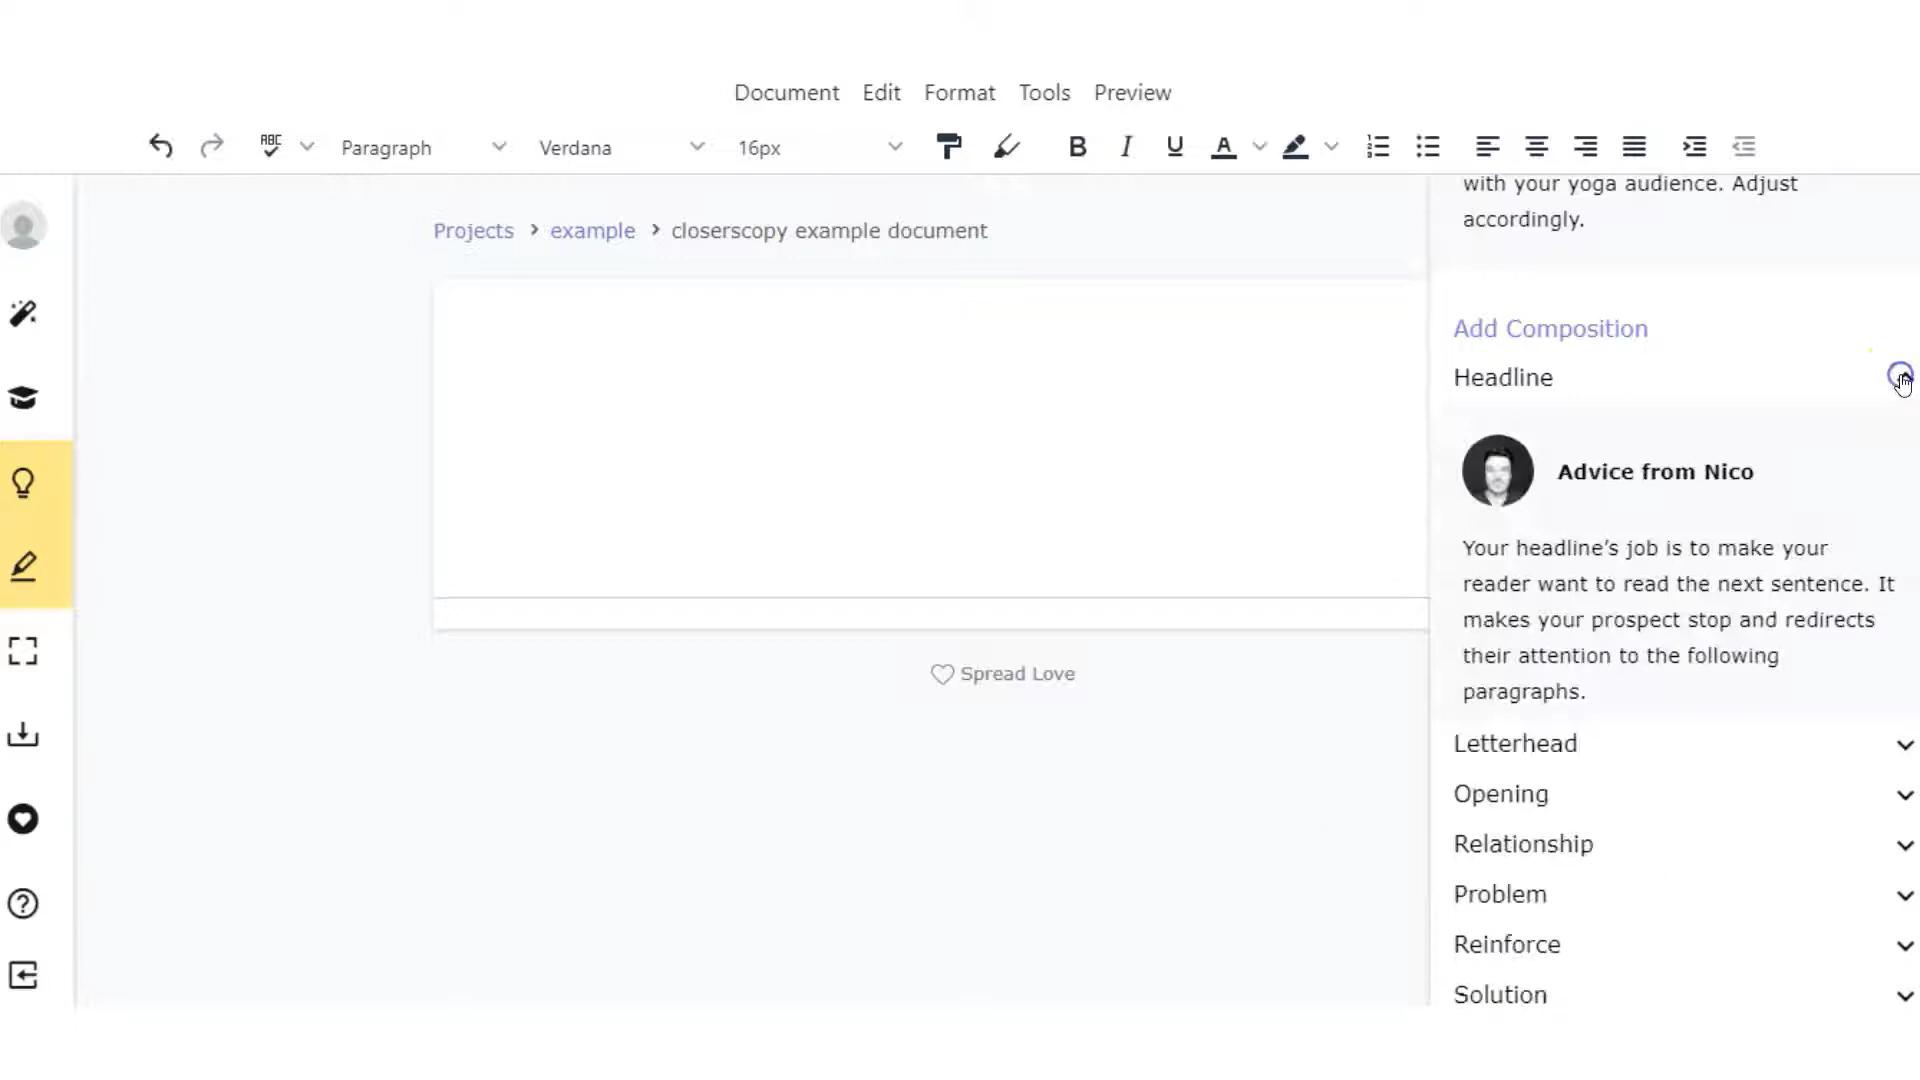 Document Edit Format Tools Preview
ABC Paragraph Verdana 16px B I U A
with your yoga audience. Adjust
accordingly.
Projects > example > closerscopy example document
Add Composition
Headline
Advice from Nico
Your headline’s job is to make your
reader want to read the next sentence. It
makes your prospect stop and redirects
their attention to the following
paragraphs.
Spread Love
Letterhead
Opening
Relationship
Problem
Reinforce
Solution